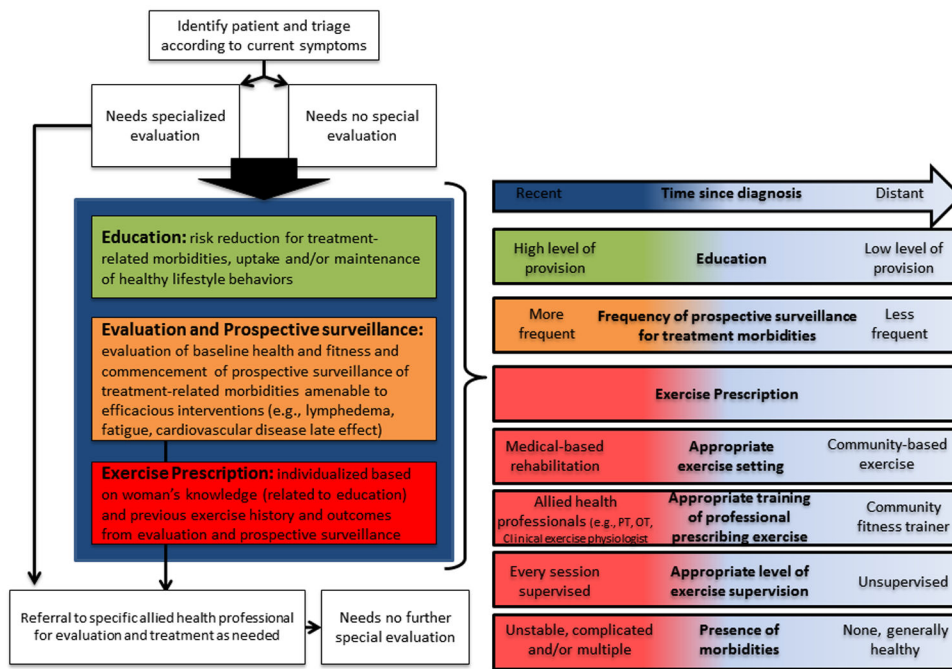 Identify patient and triage
according to current symptoms
Needs specialized
evaluation
Needs no special
evaluation
Education: risk reduction for treatment-
related morbidities, uptake and/or maintenance
of healthy lifestyle behaviors
Evaluation and Prospective surveillance:
evaluation of baseline health and fitness and
commencement of prospective surveillance of
treatment-related morbidities amenable to
efficacious interventions (e.g., lymphedema,
fatigue, cardiovascular disease late effect)
Exercise Prescription: individualized based
on woman's knowledge (related to education)
and previous exercise history and outcomes
from evaluation and prospective surveillance
Referral to specific allied health professional
for evaluation and treatment as needed
Needs no further
special evaluation
Recent Time since diagnosis Distant
High level of
provision
Education
Low level of
provision
More
frequent
Frequency of prospective surveillance
for treatment morbidities
Less
frequent
Exercise Prescription
Medical-based
rehabilitation
Appropriate
exercise setting
Community-based
exercise
Allied health
professionals (e.g., PT, OT,
Clinical exercise physiologist
Appropriate training
of professional
prescribing exercise
Community
fitness trainer
Every session
supervised
Appropriate level of
exercise supervision
Unsupervised
Unstable, complicated
and/or multiple
Presence of
morbidities
None, generally
healthy